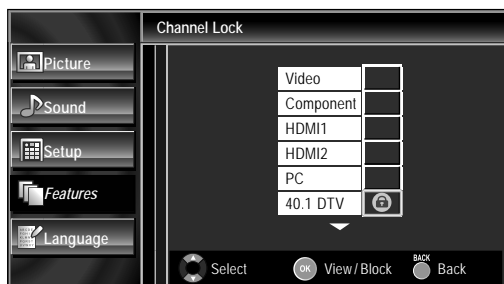 Channel Lock
Picture
Sound
Setup
Features
Language
Video
Component
HDMI1
HDMI2
PC
40.1 DTV
Select
OK
View/Block
BACK
Back